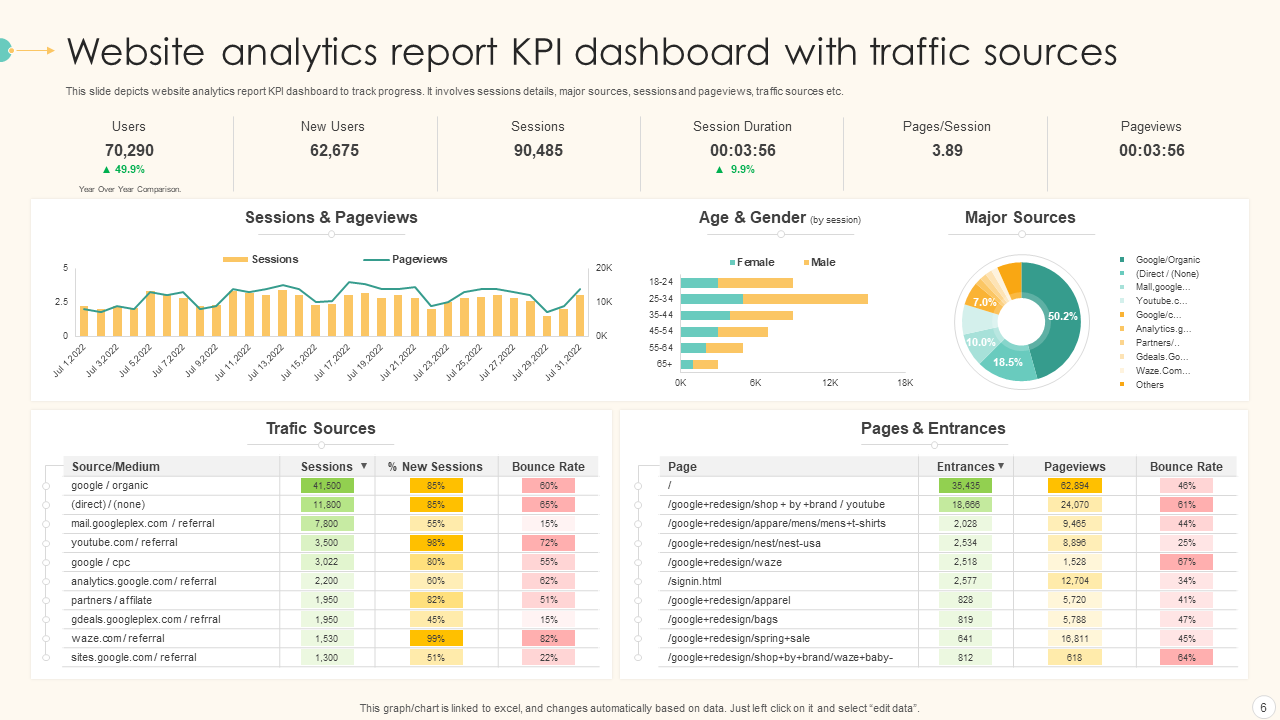 Website analytics report KPI dashboard with traffic sources
This slide depicts website analytics report KPI dashboard to track progress. It involves sessions details, major sources, sessions and pageviews, traffic sources etc.
Users
70,290
▲ 49.9%
Year Over Year Comparison.
New Users
62,675
Sessions
90,485
Session Duration
00:03:56
▲ 9.9%
Pages/Session
3.89
Pageviews
00:03:56
Sessions & Pageviews
Sessions Pageviews
5 20K
2.5 10K
0 0K
Jul 1,2022 Jul 3,2022 Jul 5,2022 Jul 7,2022 Jul 9,2022 Jul 11,2022 Jul 13,2022 Jul 15,2022 Jul 17,2022 Jul 19,2022 Jul 21,2022 Jul 23,2022 Jul 25,2022 Jul 27,2022 Jul 29,2022 Jul 31,2022
Age & Gender (by session)
Female Male
18-24
25-34
35-44
45-54
55-64
65+
0K 6K 12K 18K
Major Sources
50.2%
18.5%
10.0%
7.0%
Google/Organic
(Direct / (None)
Mail,google...
Youtube.c...
Google/c...
Analytics.g...
Partners/..
Gdeals.Go...
Waze.Com...
Others
Trafic Sources
Source/Medium Sessions ▼ % New Sessions Bounce Rate
google / organic 41,500 85% 60%
(direct) / (none) 11,800 85% 65%
mail.googleplex.com / referral 7,800 55% 15%
youtube.com / referral 3,500 98% 72%
google / cpc 3,022 80% 55%
analytics.google.com / referral 2,200 60% 62%
partners / affilate 1,950 82% 51%
gdeals.googleplex.com / refrral 1,950 45% 15%
waze.com / referral 1,530 99% 82%
sites.google.com / referral 1,300 51% 22%
Pages & Entrances
Page Entrances ▼ Pageviews Bounce Rate
/ 35,435 62,894 46%
/google+redesign/shop + by +brand / youtube 18,666 24,070 61%
/google+redesign/appare/mens/mens+t-shirts 2,028 9,465 44%
/google+redesign/nest/nest-usa 2,534 8,896 25%
/google+redesign/waze 2,518 1,528 67%
/signin.html 2,577 12,704 34%
/google+redesign/apparel 828 5,720 41%
/google+redesign/bags 819 5,788 47%
/google+redesign/spring+sale 641 16,811 45%
/google+redesign/shop+by+brand/waze+baby- 812 618 64%
This graph/chart is linked to excel, and changes automatically based on data. Just left click on it and select “edit data”.
6